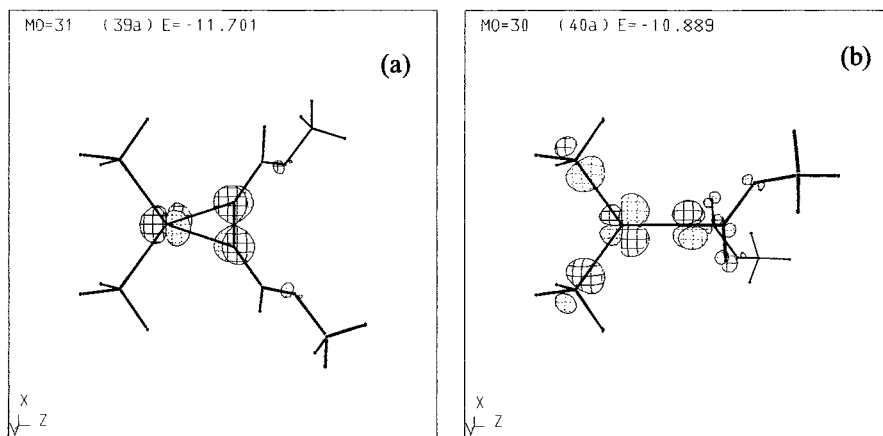 MO=31 (39a) E=-11.701
(a)
X
Y Z
MO=30 (40a) E=-10.889
(b)
X
Y Z